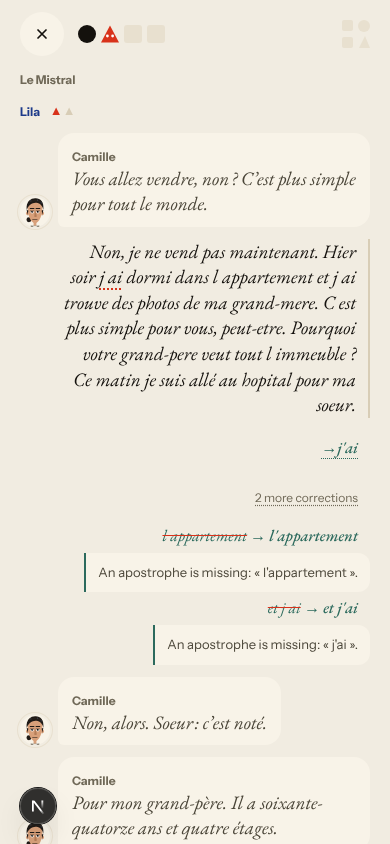 Le Mistral
Lila
Camille
Vous allez vendre, non ? C’est plus simple
pour tout le monde.
Non, je ne vend pas maintenant. Hier
soir j ai dormi dans l appartement et j ai
trouve des photos de ma grand-mere. C est
plus simple pour vous, peut-etre. Pourquoi
votre grand-pere veut tout l immeuble ?
Ce matin je suis allé au hopital pour ma
soeur.
→ j'ai
2 more corrections
l appartement → l'appartement
An apostrophe is missing: « l'appartement ».
et j ai → et j'ai
An apostrophe is missing: « j'ai ».
Camille
Non, alors. Soeur : c’est noté.
Camille
Pour mon grand-père. Il a soixante-
quatorze ans et quatre étages.
N